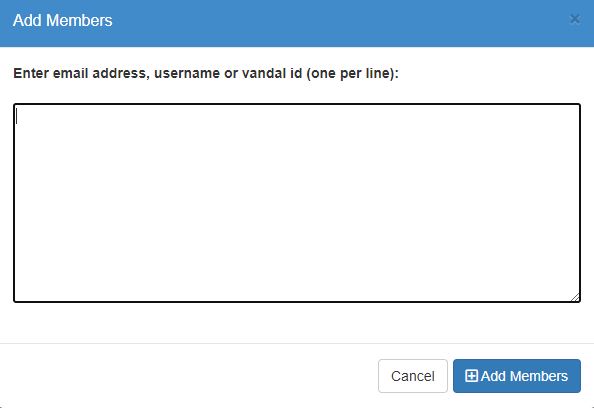 Add Members
×
Enter email address, username or vandal id (one per line):
Cancel
Add Members